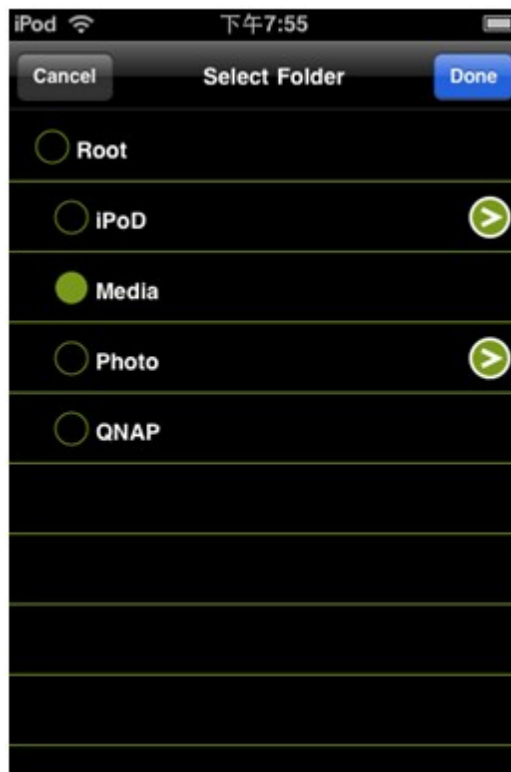 iPod 下午7:55
Cancel Select Folder Done
Root
iPoD
Media
Photo
QNAP